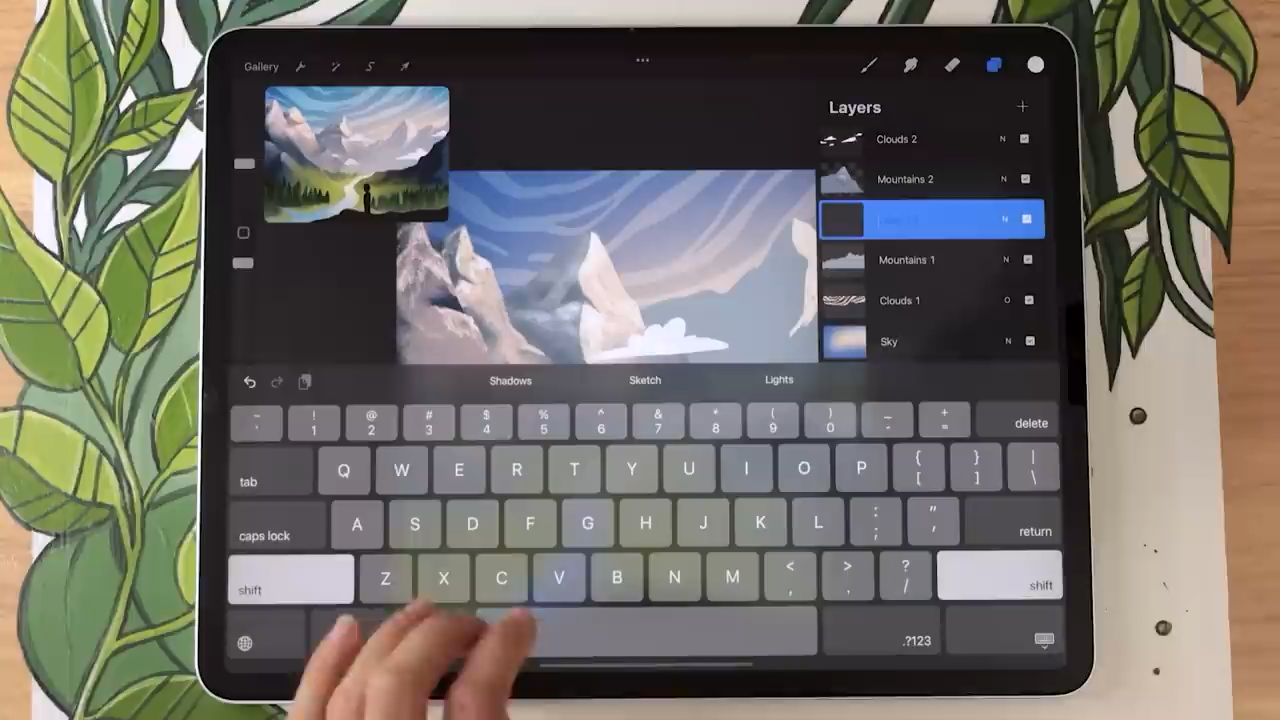 Gallery
Layers
Clouds 2 N
Mountains 2 N
N
Mountains 1 N
Clouds 1 O
Sky N
Shadows Sketch Lights
~ ! @ # $ % ^ & * ( ) _ +
` 1 2 3 4 5 6 7 8 9 0 - = delete
tab Q W E R T Y U I O P { [ } ] | \
caps lock A S D F G H J K L : ; " ' return
shift Z X C V B N M < , > . ? / shift
.?123